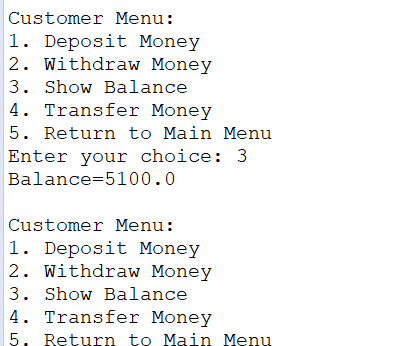 Customer Menu:
1. Deposit Money
2. Withdraw Money
3. Show Balance
4. Transfer Money
5. Return to Main Menu
Enter your choice: 3
Balance=5100.0
Customer Menu:
1. Deposit Money
2. Withdraw Money
3. Show Balance
4. Transfer Money
5. Return to Main Menu